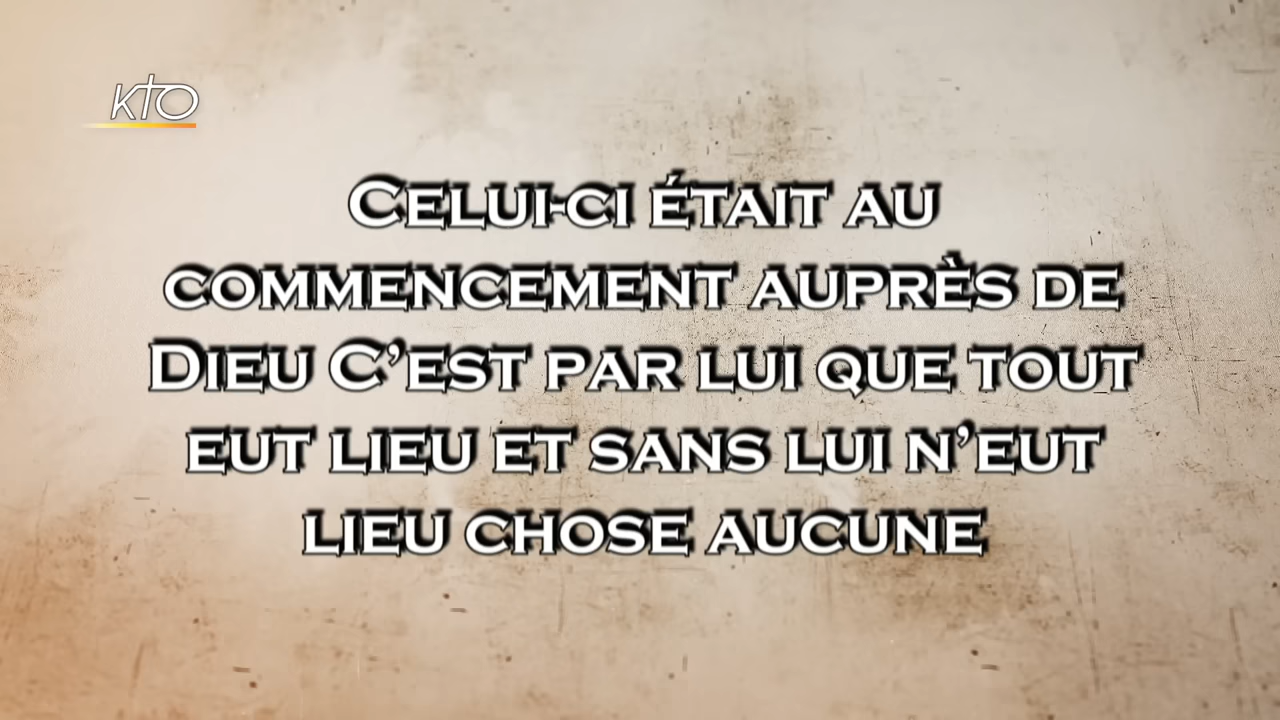 KTO
Celui-ci était au
commencement auprès de
Dieu C’est par lui que tout
eut lieu et sans lui n’eut
lieu chose aucune